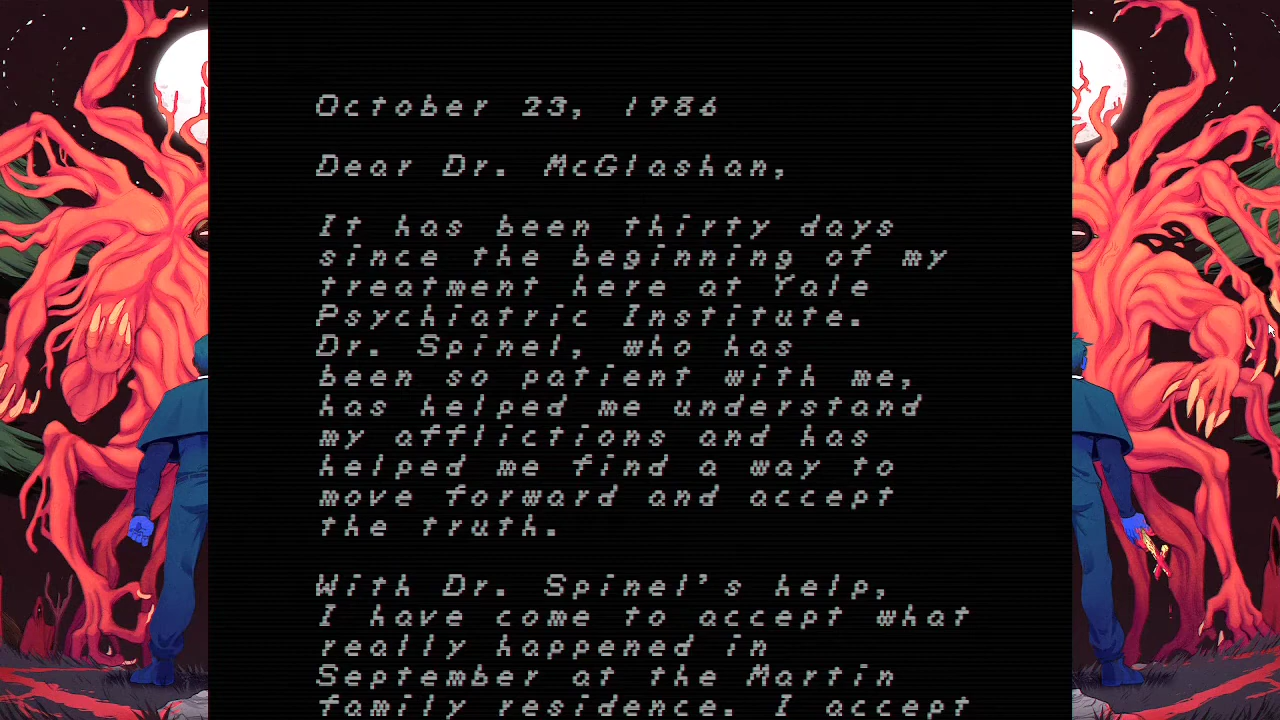 October 23, 1986
Dear Dr. McGlashan,
It has been thirty days
since the beginning of my
treatment here at Yale
Psychiatric Institute.
Dr. Spinel, who has
been so patient with me,
has helped me understand
my afflictions and has
helped me find a way to
move forward and accept
the truth.
With Dr. Spinel's help,
I have come to accept what
really happened in
September at the Martin
family residence. I accept